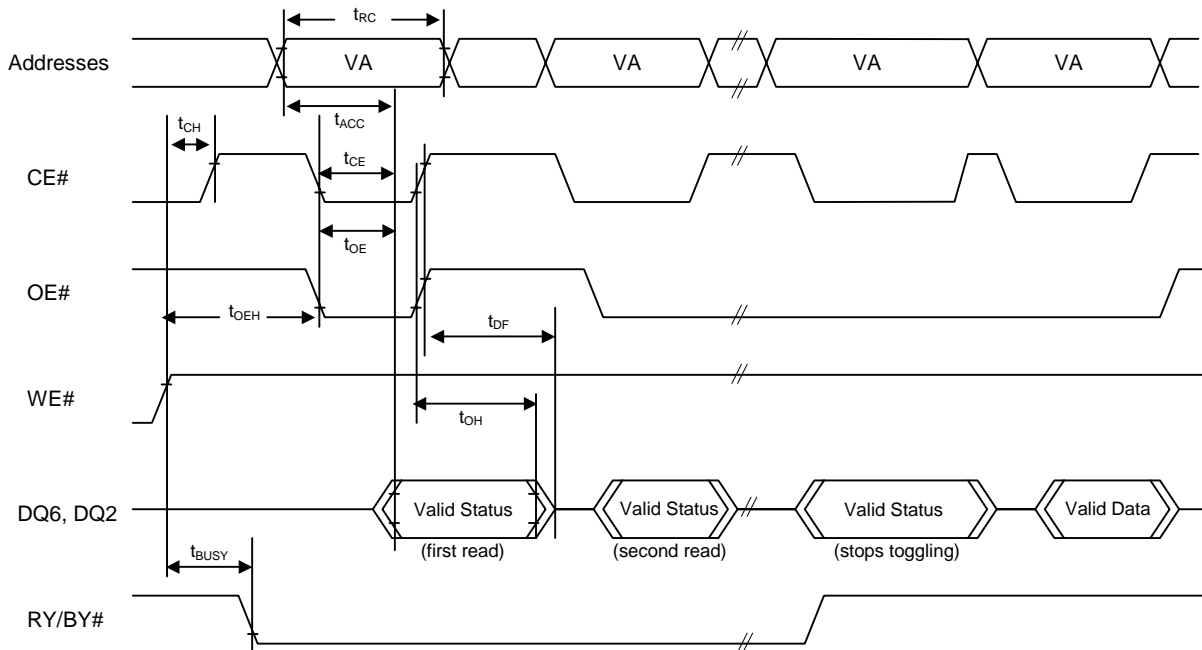 tRC
Addresses VA VA VA VA
tACC
tCH
tCE
CE#
tOE
OE#
tOEH
tDF
WE#
tOH
DQ6, DQ2 Valid Status Valid Status Valid Status Valid Data
(first read) (second read) (stops toggling)
tBUSY
RY/BY#